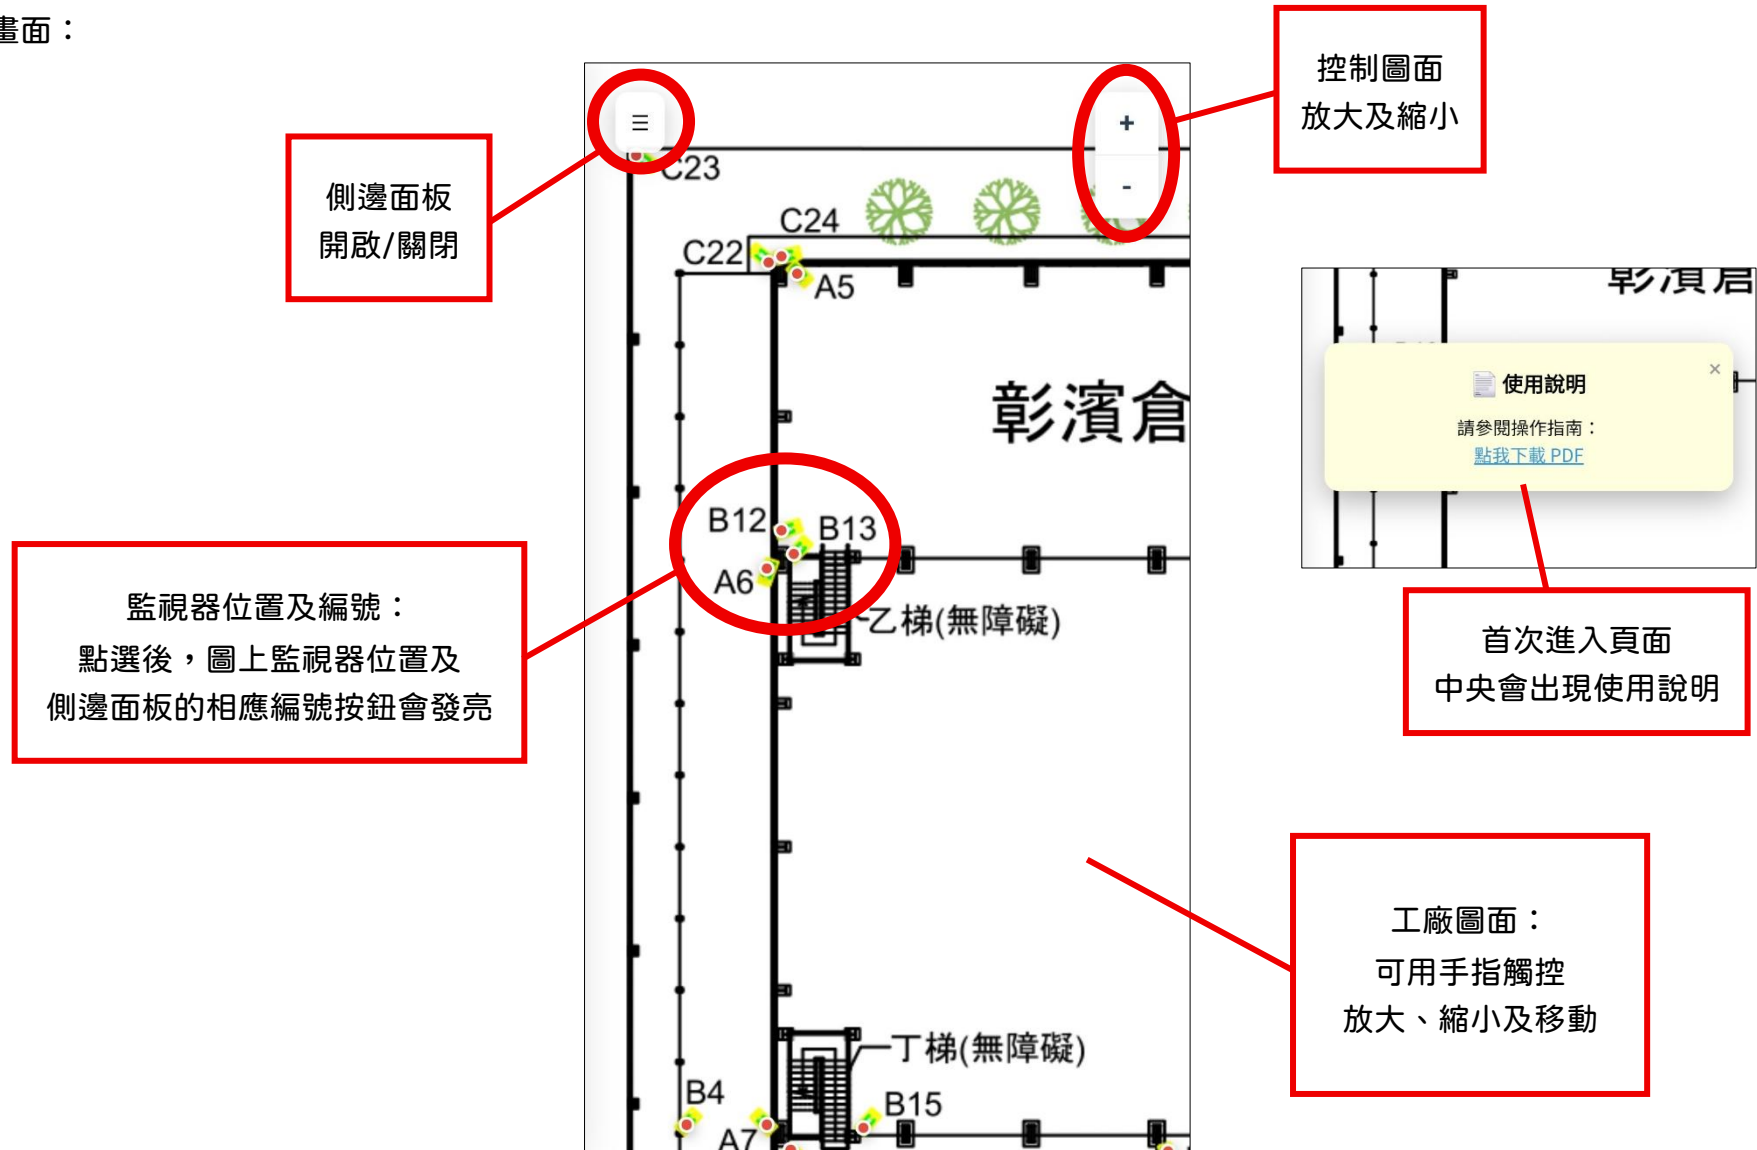 畫面：
控制圖面
放大及縮小
☰
+
-
側邊面板
開啟/關閉
C23
C24
C22
A5
彰濱倉
彰濱倉
×
使用說明
請參閱操作指南：
點我下載 PDF
B12
B13
A6
乙梯(無障礙)
監視器位置及編號：
點選後，圖上監視器位置及
側邊面板的相應編號按鈕會發亮
首次進入頁面
中央會出現使用說明
工廠圖面：
可用手指觸控
放大、縮小及移動
丁梯(無障礙)
B4
A7
B15